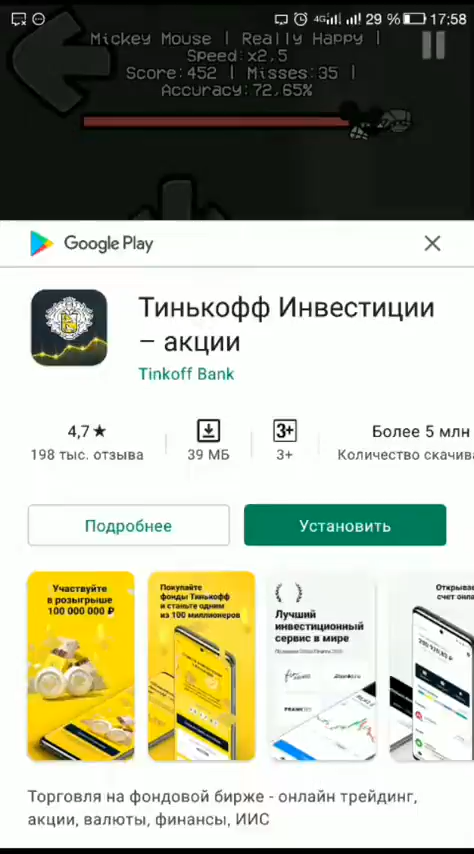 4G 29 % 17:58
Mickey Mouse | Really Happy |
Speed:x2,5
Score:452 | Misses:35 |
Accuracy:72,65%
Google Play
Тинькофф Инвестиции
– акции
Tinkoff Bank
4,7★
198 тыс. отзыва
39 МБ
3+
3+
Более 5 млн
Количество скачива
Подробнее
Установить
Участвуйте
в розыгрыше
100 000 000 ₽
Покупайте
фонды Тинькофф
и станьте одним
из 100 миллионеров
Лучший
инвестиционный
сервис в мире
Открывае
счет онла
Торговля на фондовой бирже - онлайн трейдинг,
акции, валюты, финансы, ИИС